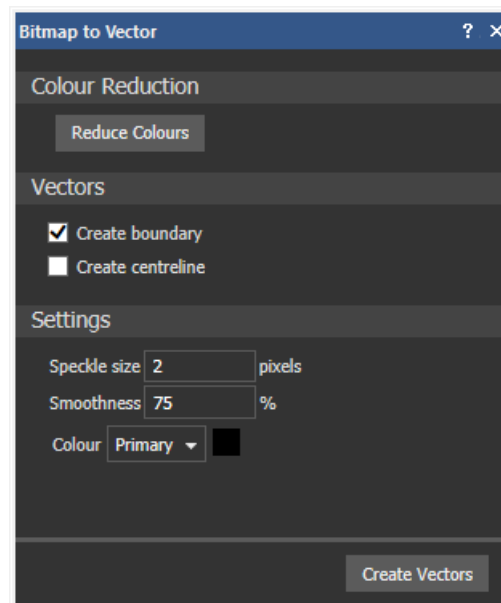 Bitmap to Vector ? ×
Colour Reduction
Reduce Colours
Vectors
Create boundary
Create centreline
Settings
Speckle size 2 pixels
Smoothness 75 %
Colour Primary
Create Vectors